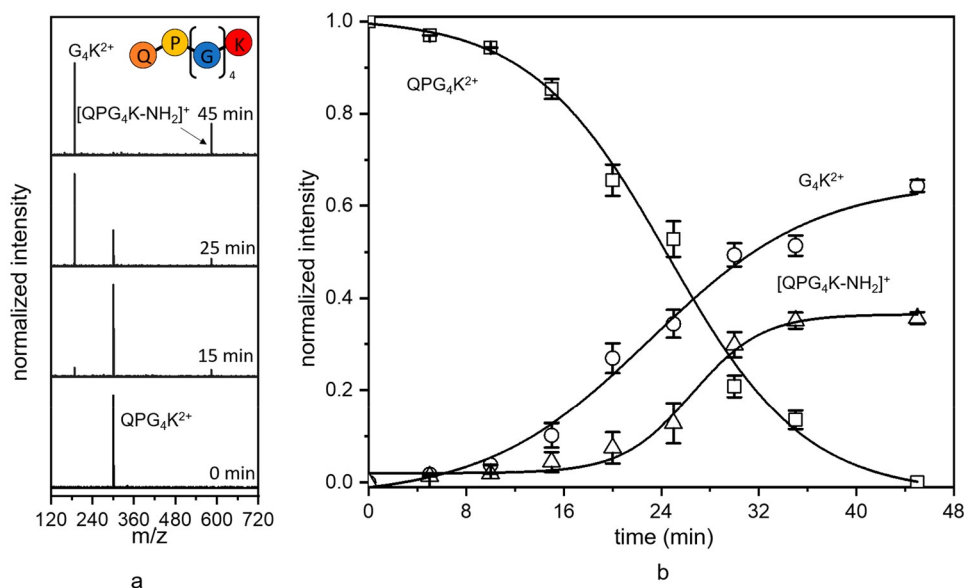 G₄K²⁺
Q P ( G )₄ K
[QPG₄K-NH₂]⁺ 45 min
25 min
15 min
QPG₄K²⁺
0 min
120 240 360 480 600 720
m/z
normalized intensity
a
1.0
0.8
0.6
0.4
0.2
0.0
normalized intensity
QPG₄K²⁺
G₄K²⁺
[QPG₄K-NH₂]⁺
0 8 16 24 32 40 48
time (min)
b